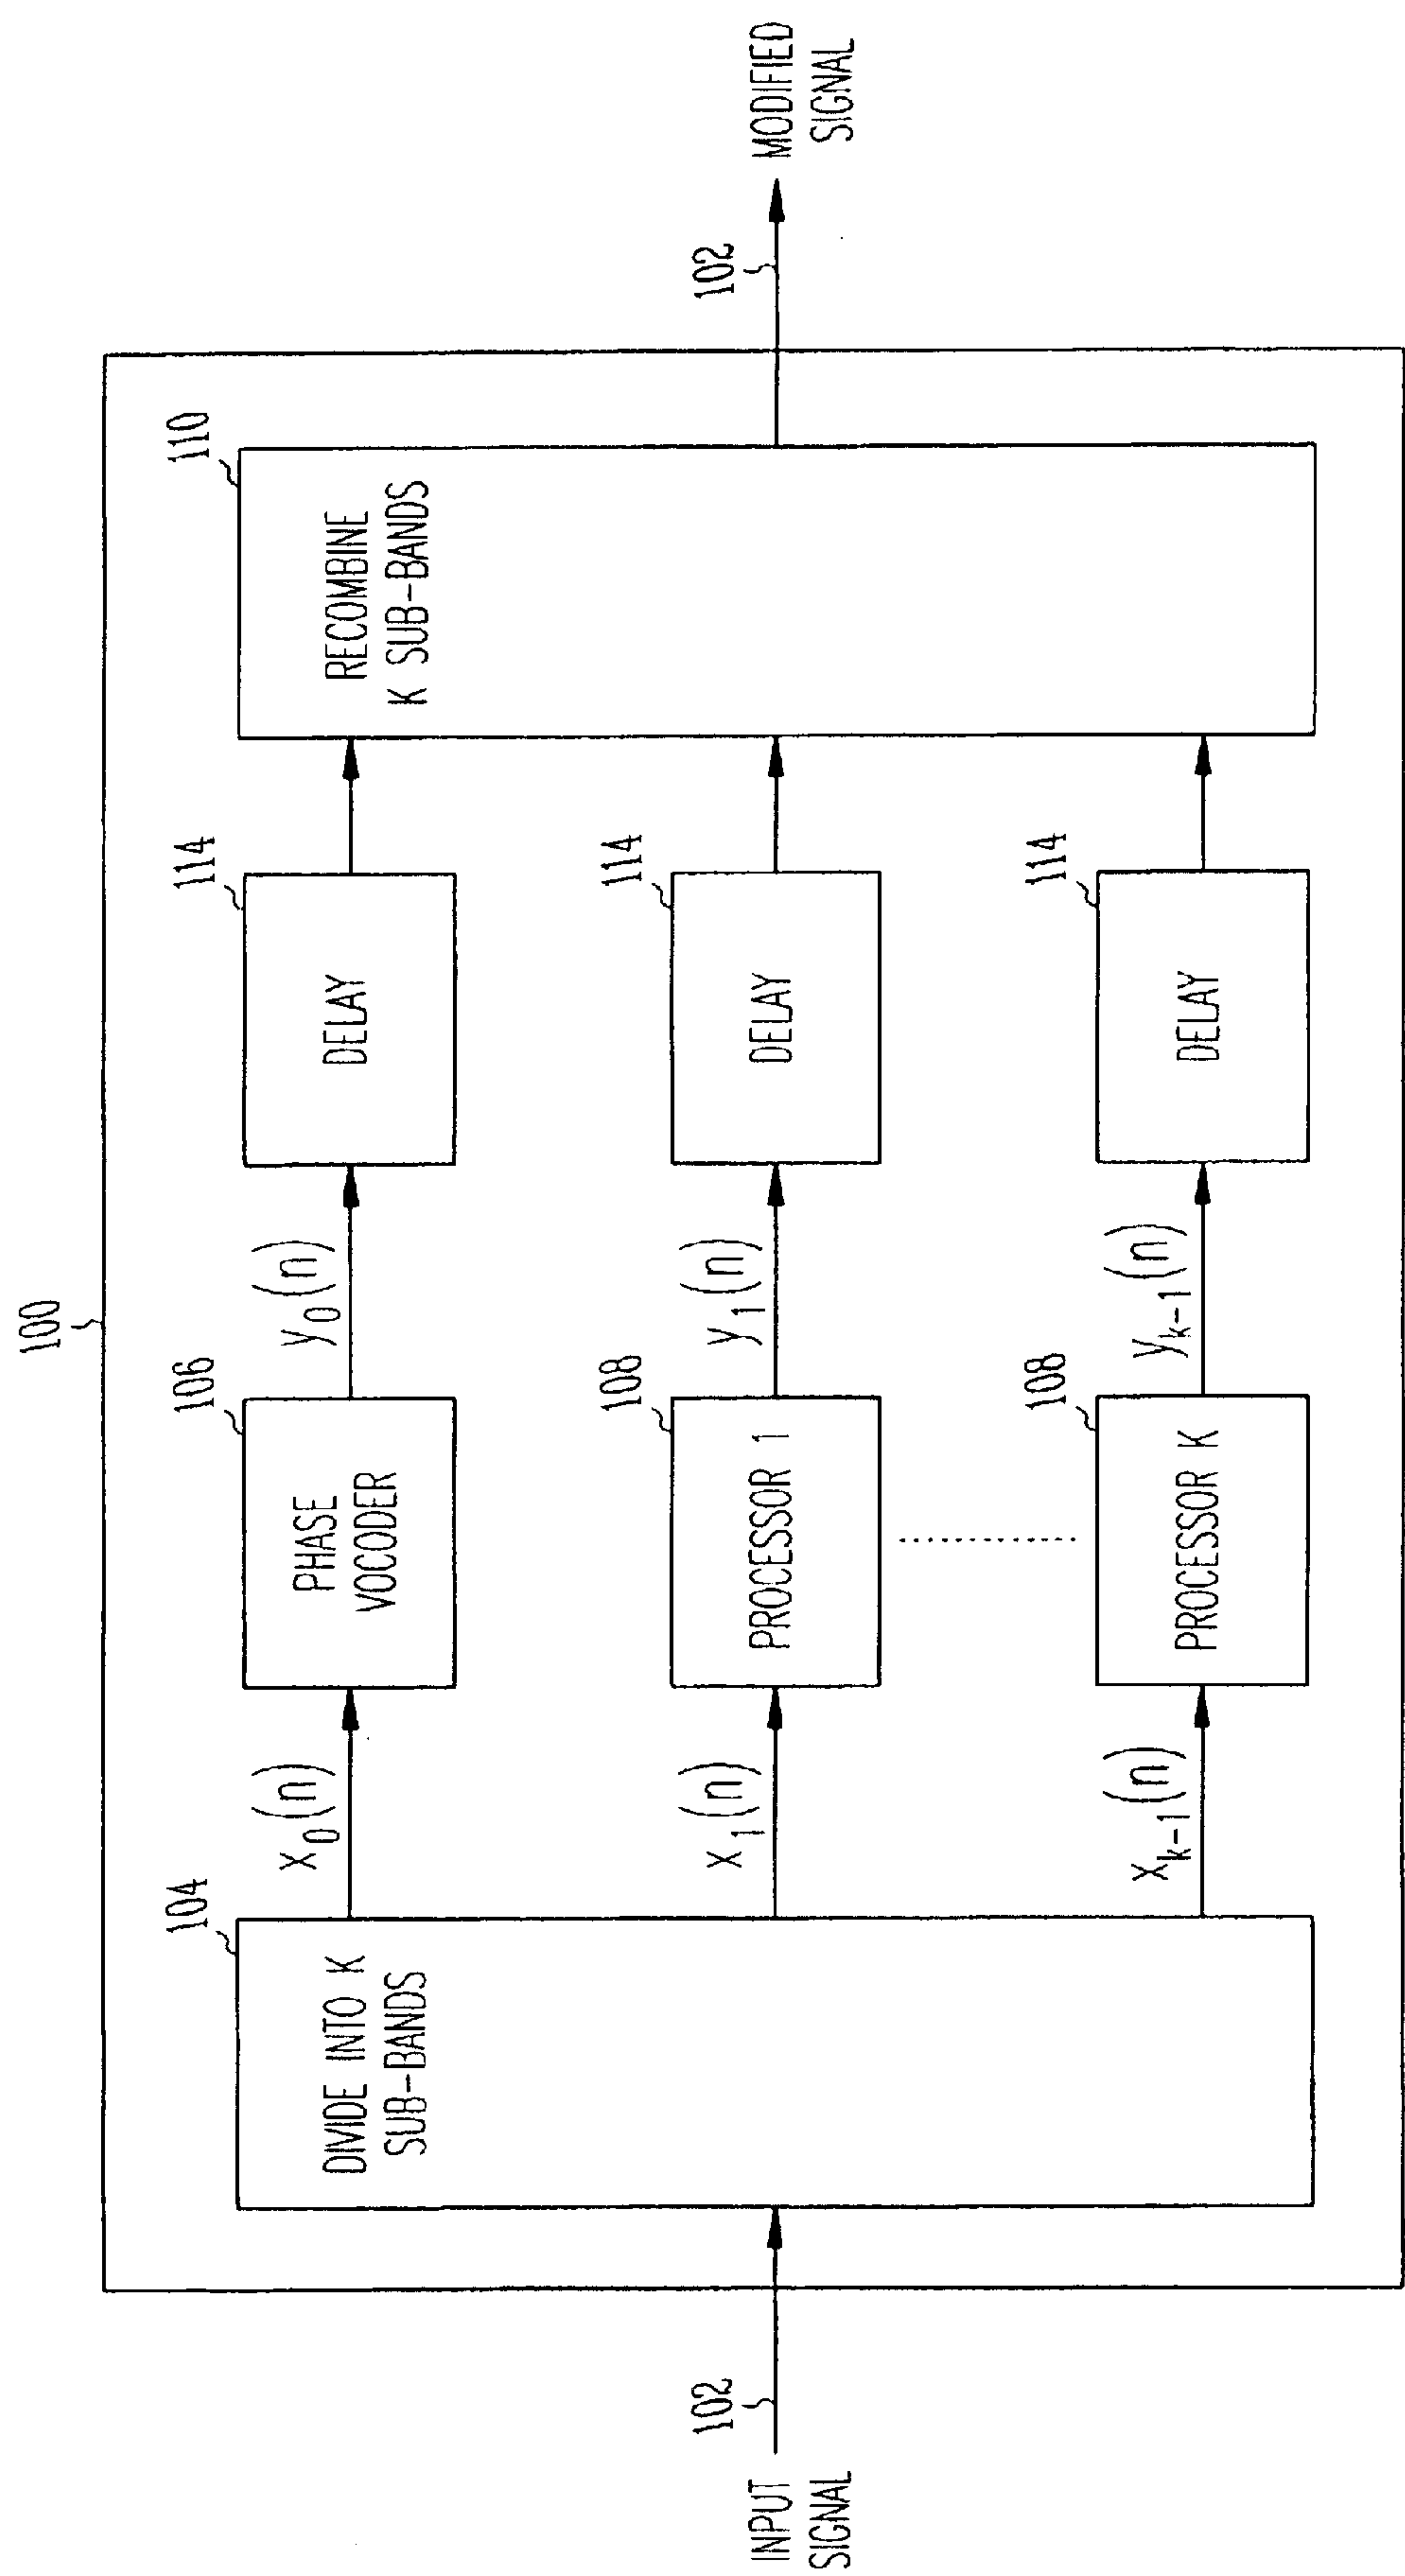 100
INPUT
SIGNAL
102
104
DIVIDE INTO K
SUB-BANDS
x0(n)
106
PHASE
VOCODER
y0(n)
114
DELAY
x1(n)
108
PROCESSOR 1
y1(n)
114
DELAY
xk-1(n)
108
PROCESSOR K
yk-1(n)
114
DELAY
110
RECOMBINE
K SUB-BANDS
102
MODIFIED
SIGNAL